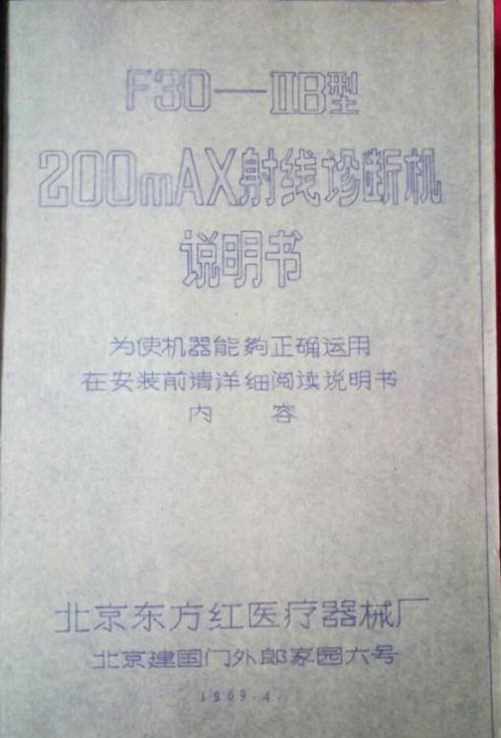 F30—IIB型
200mAX射线诊断机
说明书
为使机器能夠正确运用
在安装前请详细阅读说明书
内 容
北京东方红医疗器械厂
北京建国门外郎家园六号
1969.4.